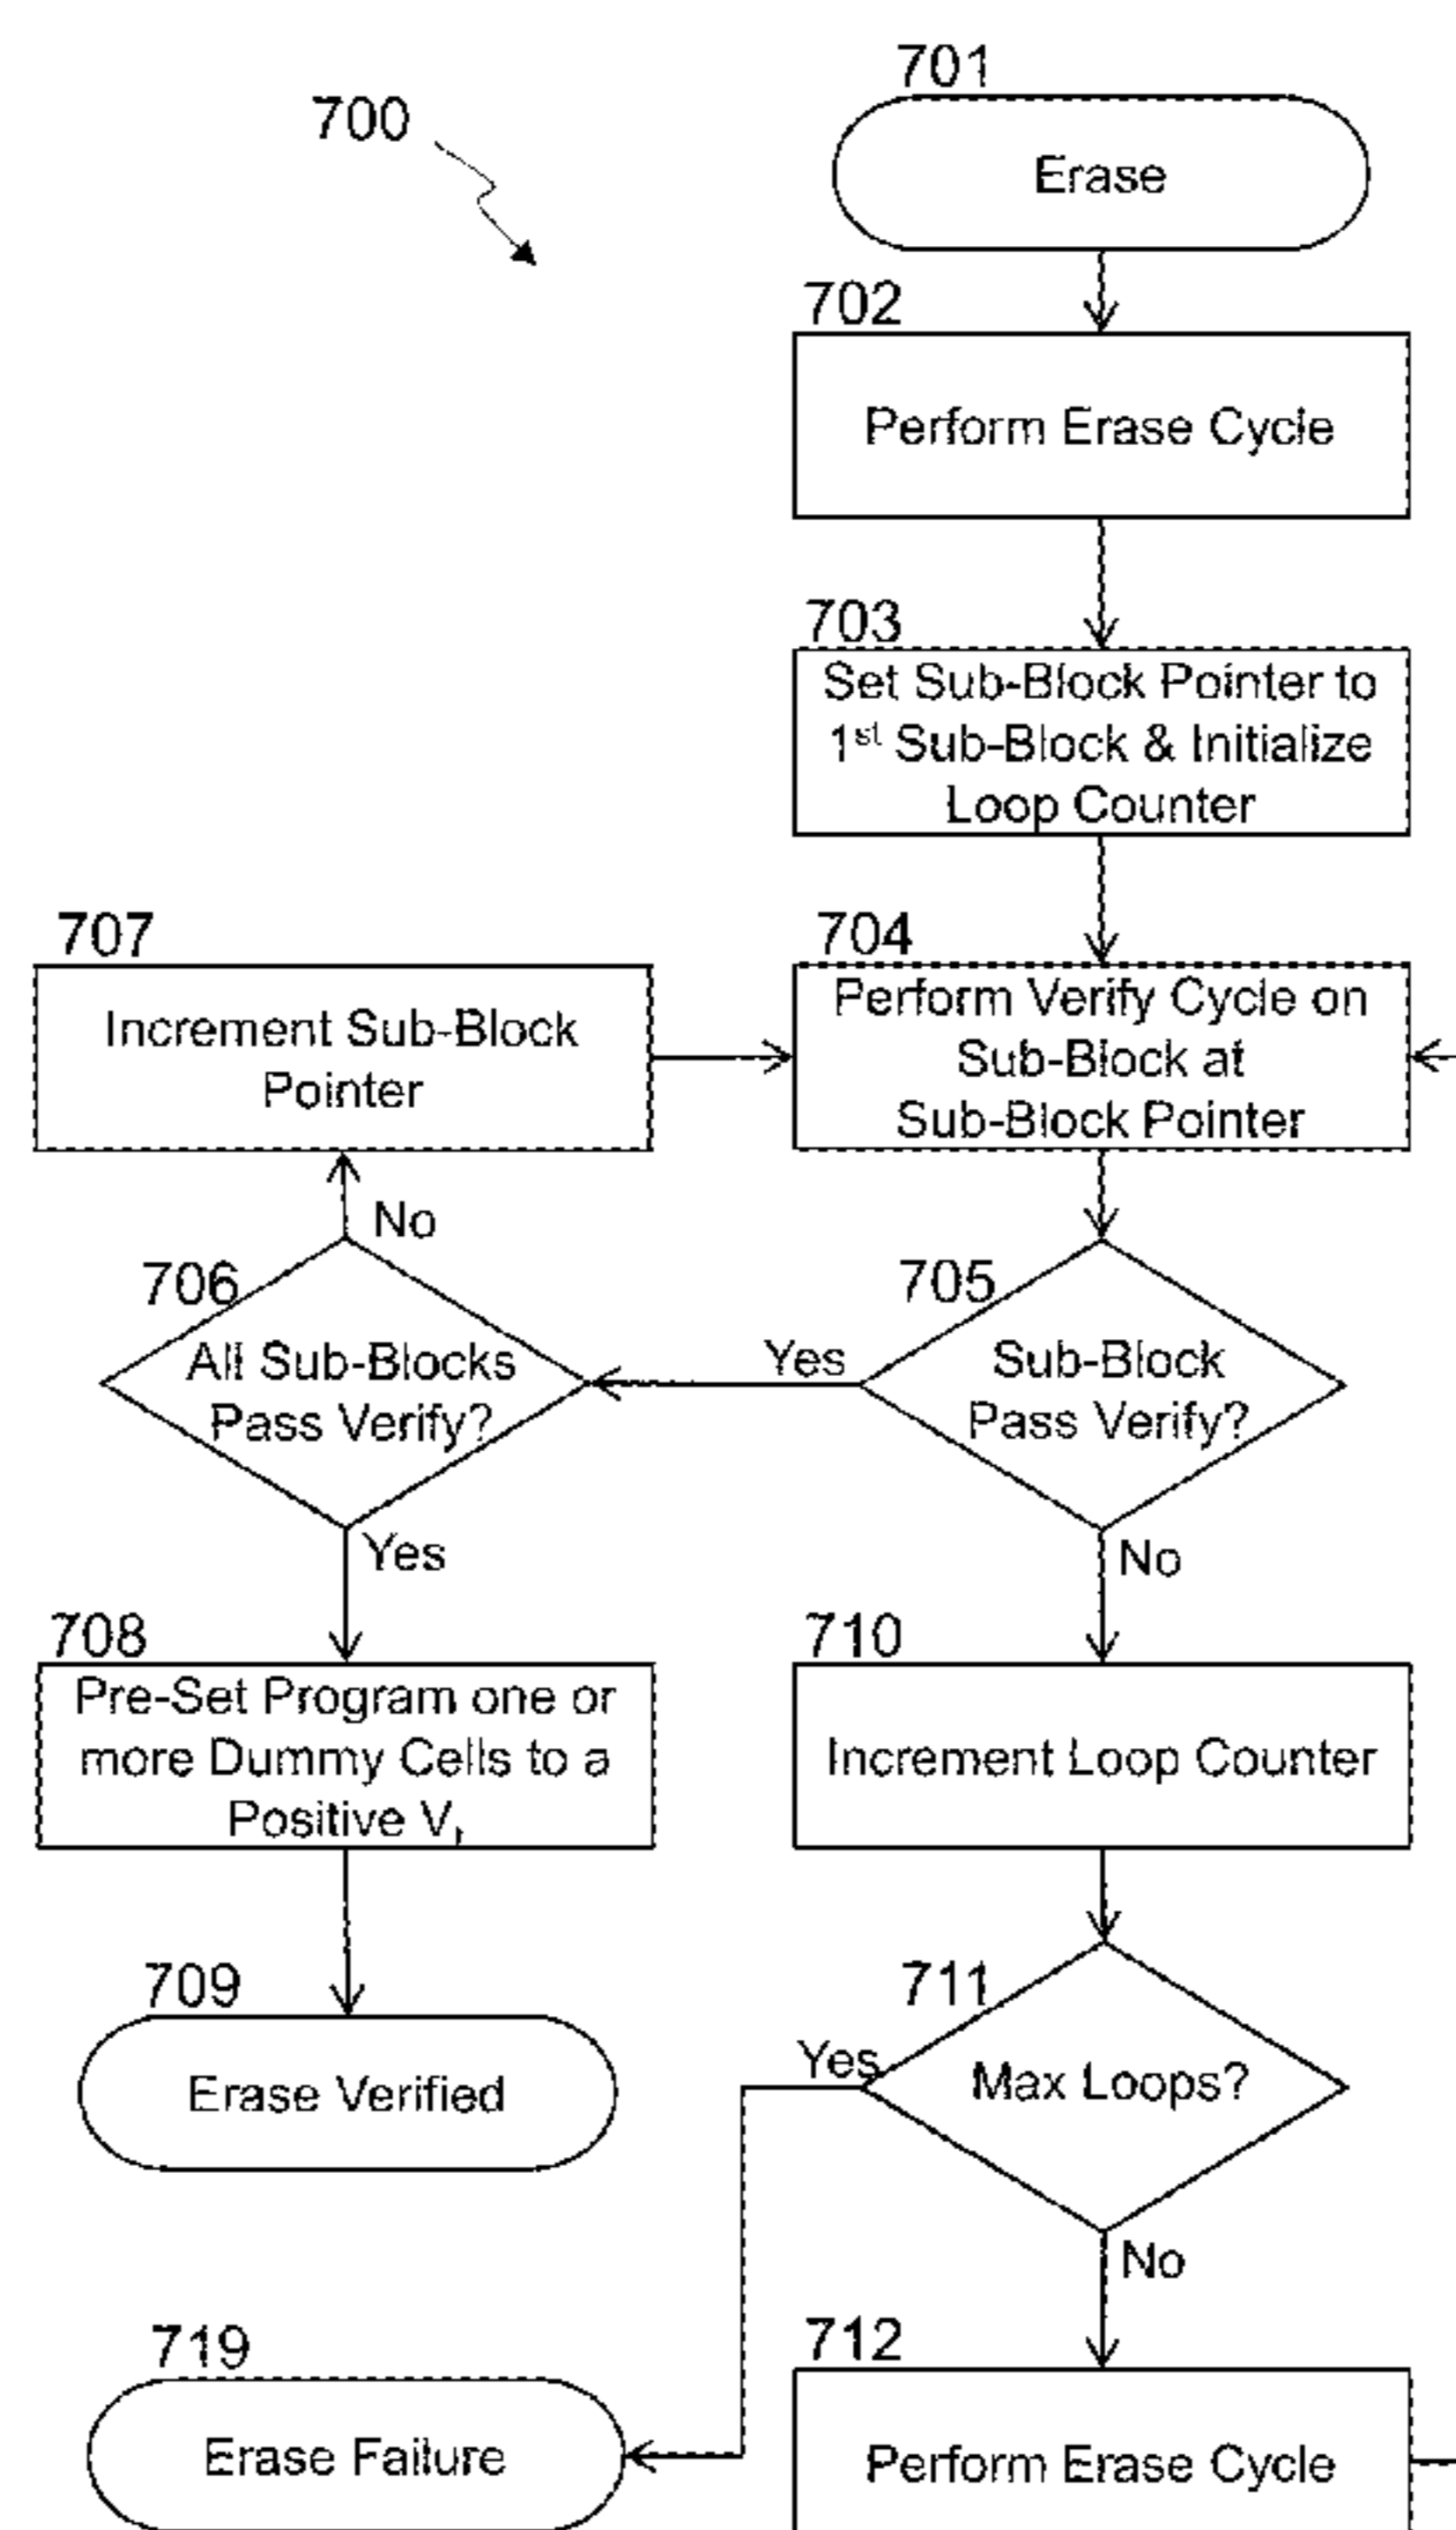 701
700
Erase
702
Perform Erase Cycle
703
Set Sub-Block Pointer to
1st Sub-Block & Initialize
Loop Counter
707
Increment Sub-Block
Pointer
704
Perform Verify Cycle on
Sub-Block at
Sub-Block Pointer
No
706
All Sub-Blocks
Pass Verify?
Yes
705
Sub-Block
Pass Verify?
Yes
No
708
Pre-Set Program one or
more Dummy Cells to a
Positive Vt
710
Increment Loop Counter
709
Erase Verified
711
Yes
Max Loops?
No
719
Erase Failure
712
Perform Erase Cycle